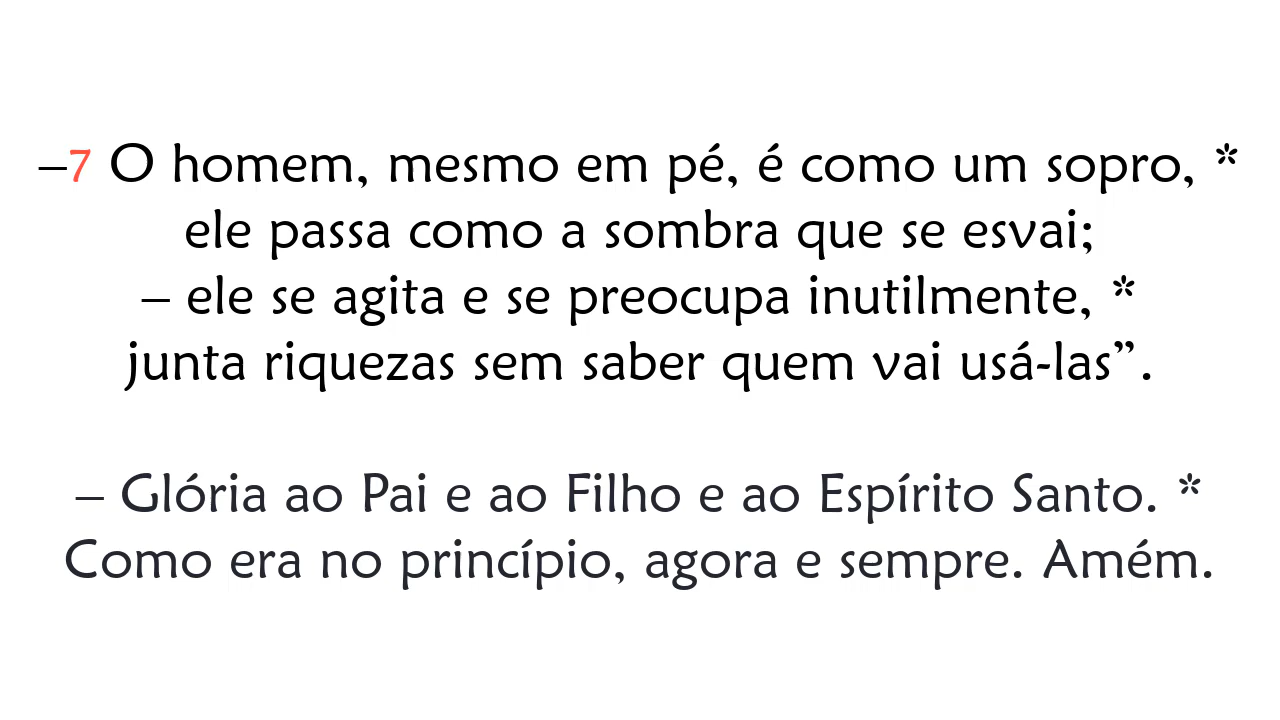 –7 O homem, mesmo em pé, é como um sopro, *
ele passa como a sombra que se esvai;
– ele se agita e se preocupa inutilmente, *
junta riquezas sem saber quem vai usá-las”.
– Glória ao Pai e ao Filho e ao Espírito Santo. *
Como era no princípio, agora e sempre. Amém.